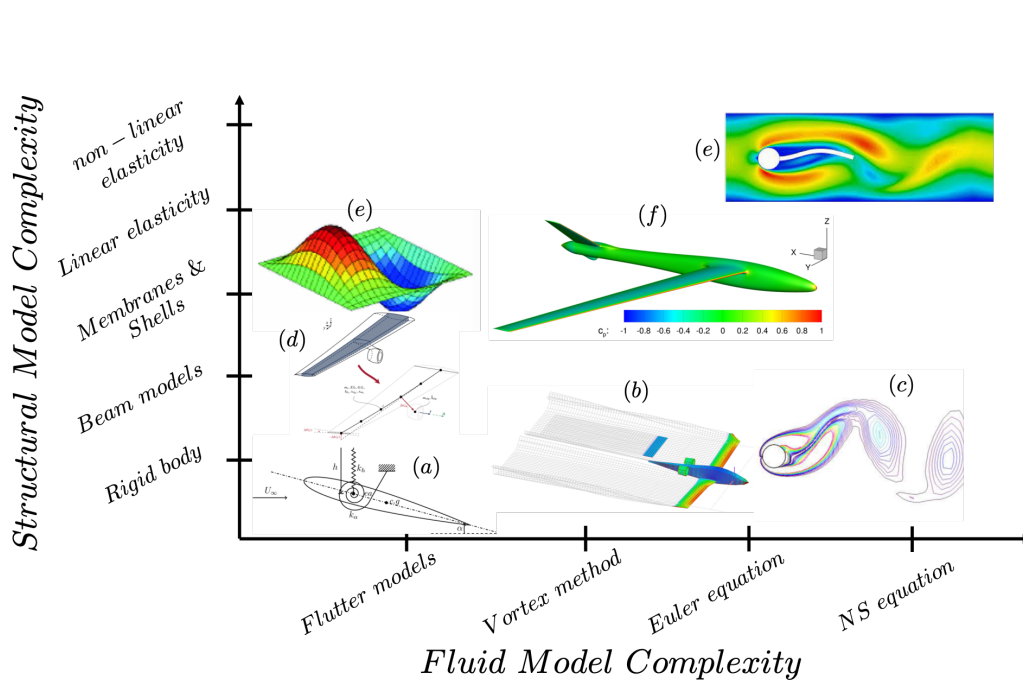 Structural Model Complexity
non−linear
elasticity
Linear elasticity
Membranes &
Shells
Beam models
Rigid body
(e)
(e)
(f)
Z
X
Y
cp: -1 -0.8 -0.6 -0.4 -0.2 0 0.2 0.4 0.6 0.8 1
(d)
(b)
(c)
(a)
h
kh
U∞
c.g
kα
α
Flutter models
Vortex method
Euler equation
NS equation
Fluid Model Complexity